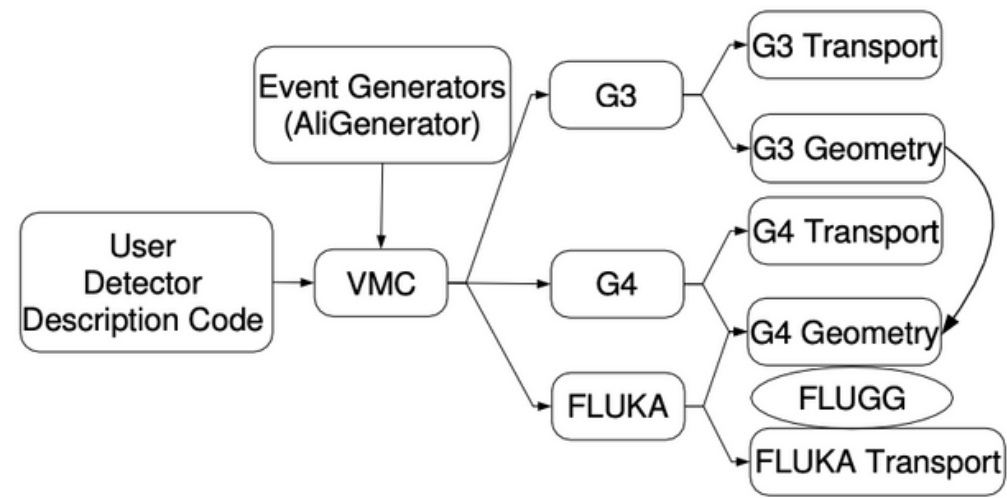 Event Generators
(AliGenerator)
User
Detector
Description Code
VMC
G3
G4
FLUKA
G3 Transport
G3 Geometry
G4 Transport
G4 Geometry
FLUGG
FLUKA Transport